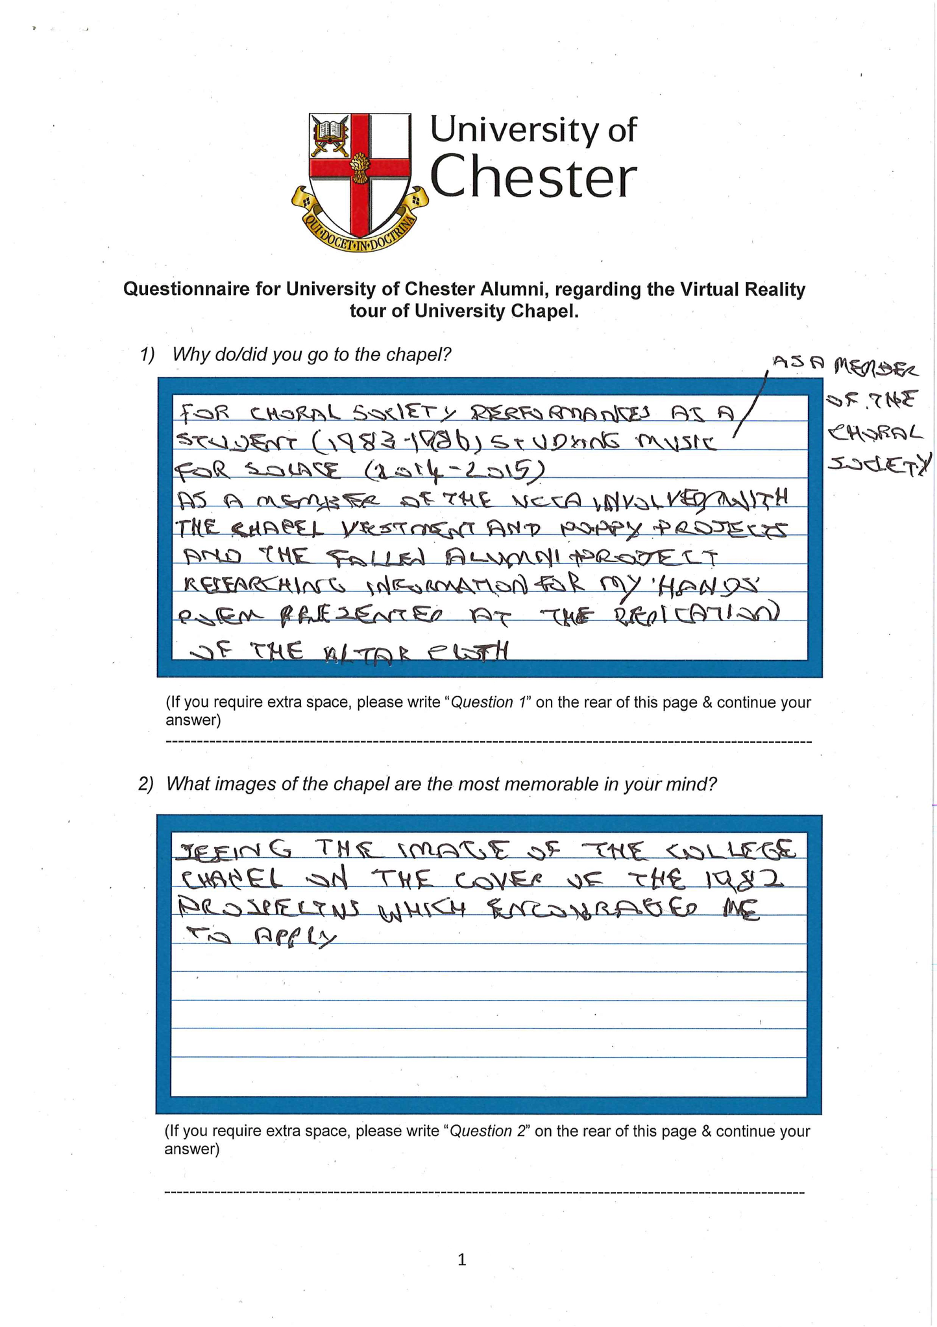 University of
Chester
QUI·DOCET·IN·DOCTRINA
Questionnaire for University of Chester Alumni, regarding the Virtual Reality
tour of University Chapel.
1) Why do/did you go to the chapel?
AS A MEMBER
OF THE
CHORAL
SOCIETY
FOR CHORAL SOCIETY PERFORMANCES AS A
STUDENT (1983-1986) STUDYING MUSIC
FOR SOLACE (2014-2015)
AS A MEMBER OF THE UCCA INVOLVED WITH
THE CHAPEL VESTMENT AND POPPY PROJECTS
AND THE FALLEN ALUMNI PROJECT
RESEARCHING INFORMATION FOR MY 'HANDS'
POEM PRESENTED AT THE DEDICATION
OF THE ALTAR CLOTH
(If you require extra space, please write “Question 1” on the rear of this page & continue your
answer)
2) What images of the chapel are the most memorable in your mind?
SEEING THE IMAGE OF THE COLLEGE
CHAPEL ON THE COVER OF THE 1982
PROSPECTUS WHICH ENCOURAGED ME
TO APPLY
(If you require extra space, please write “Question 2” on the rear of this page & continue your
answer)
1